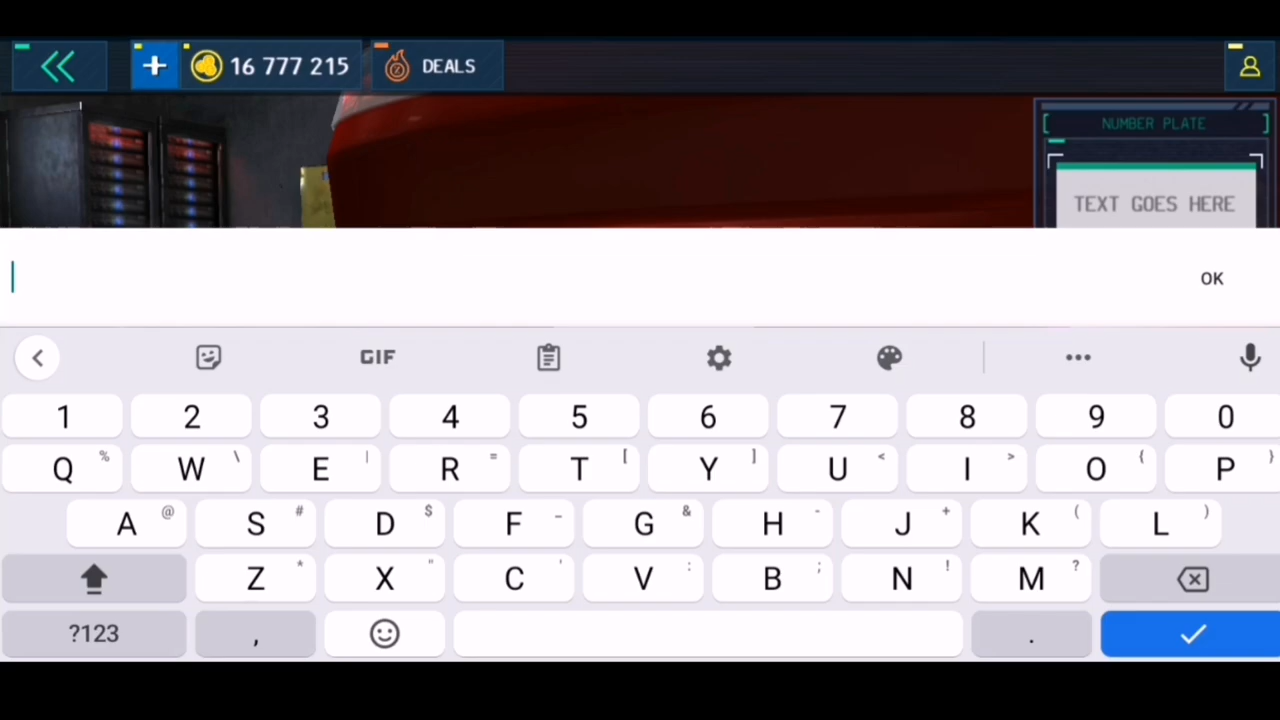 16 777 215 DEALS
NUMBER PLATE
TEXT GOES HERE
OK
GIF
1 2 3 4 5 6 7 8 9 0
Q % W \ E | R = T [ Y ] U < I > O { P }
A @ S # D $ F _ G & H - J + K ( L )
Z * X " C ' V : B ; N ! M ?
?123 , .